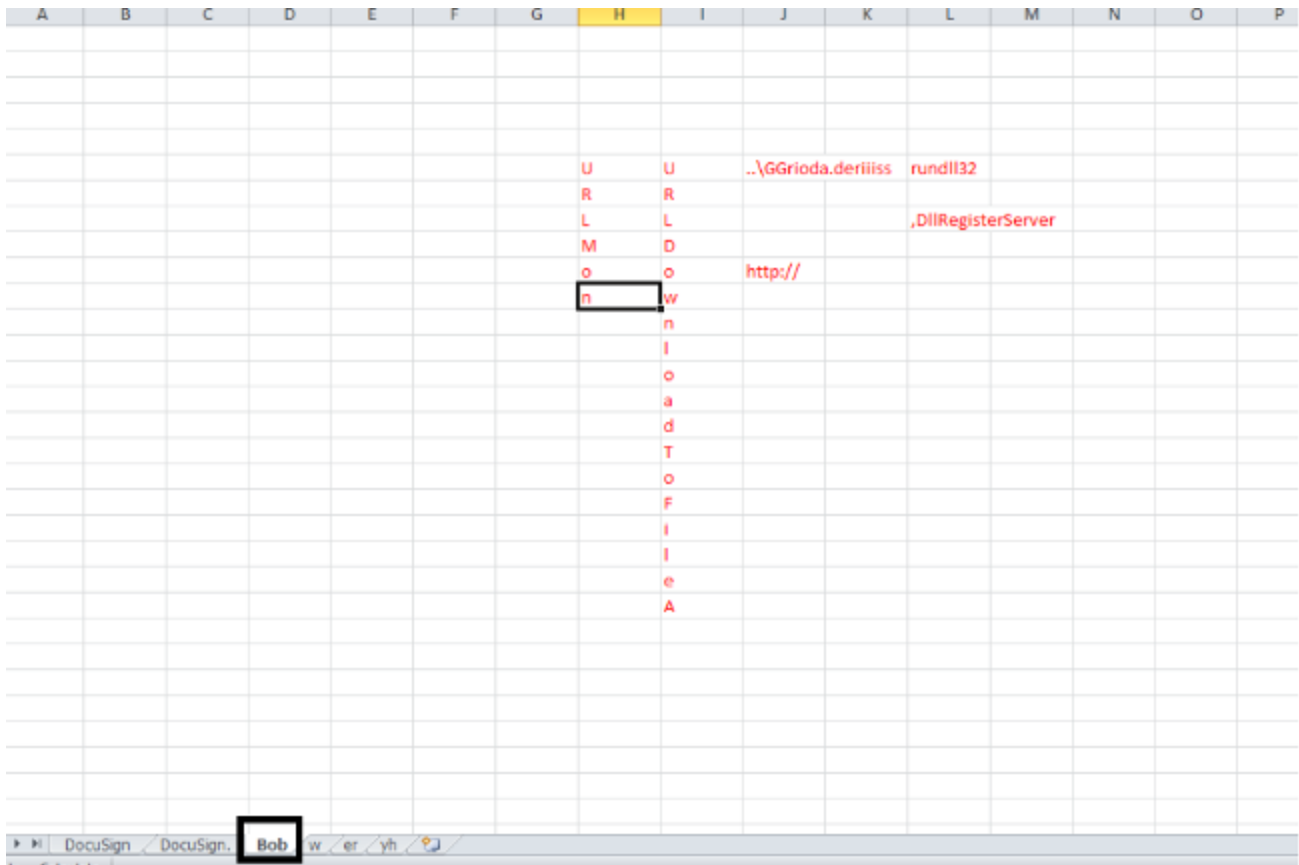 A B C D E F G H I J K L M N O P
U U ..\GGrioda.deriiiss rundll32
R R
L L ,DllRegisterServer
M D
o o http://
n w
n
l
o
a
d
T
o
F
i
l
e
A
DocuSign DocuSign. Bob w er yh